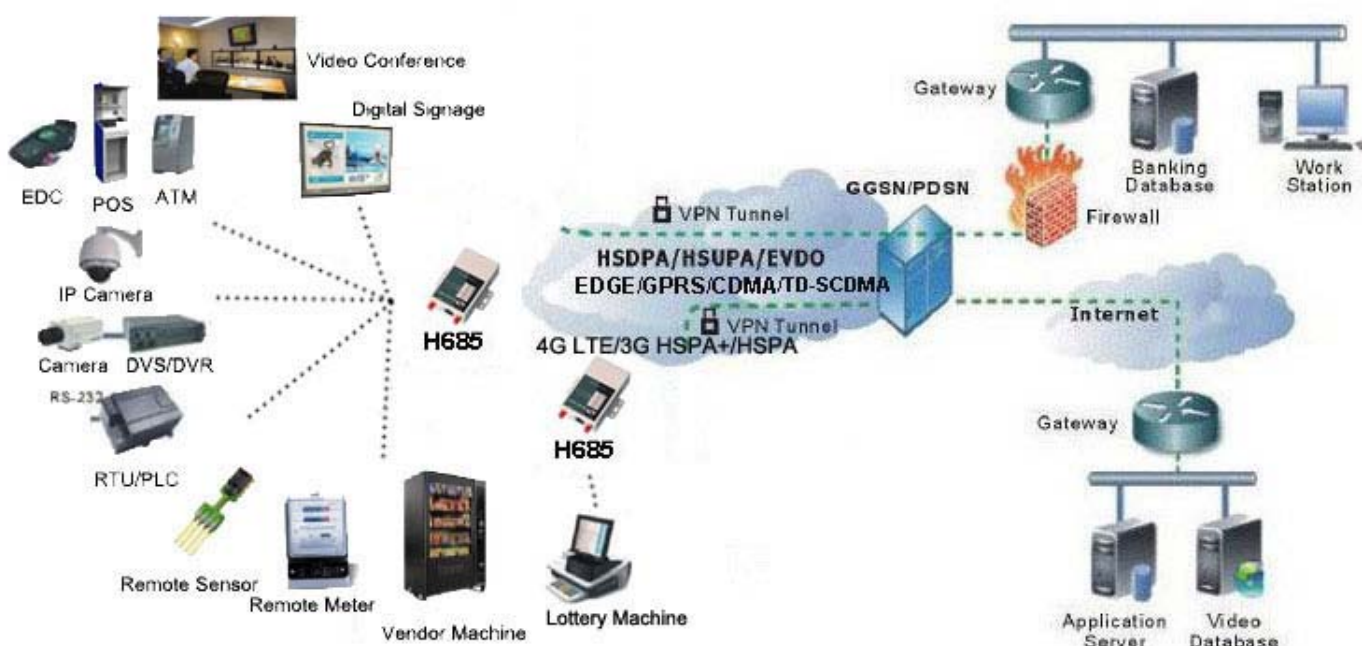 Video Conference
Digital Signage
EDC
POS
ATM
IP Camera
Camera
DVS/DVR
RS-232
RTU/PLC
Remote Sensor
Remote Meter
Vendor Machine
Lottery Machine
H685
H685
VPN Tunnel
HSDPA/HSUPA/EVDO
EDGE/GPRS/CDMA/TD-SCDMA
VPN Tunnel
4G LTE/3G HSPA+/HSPA
GGSN/PDSN
Gateway
Firewall
Banking
Database
Work
Station
Internet
Gateway
Application
Server
Video
Database